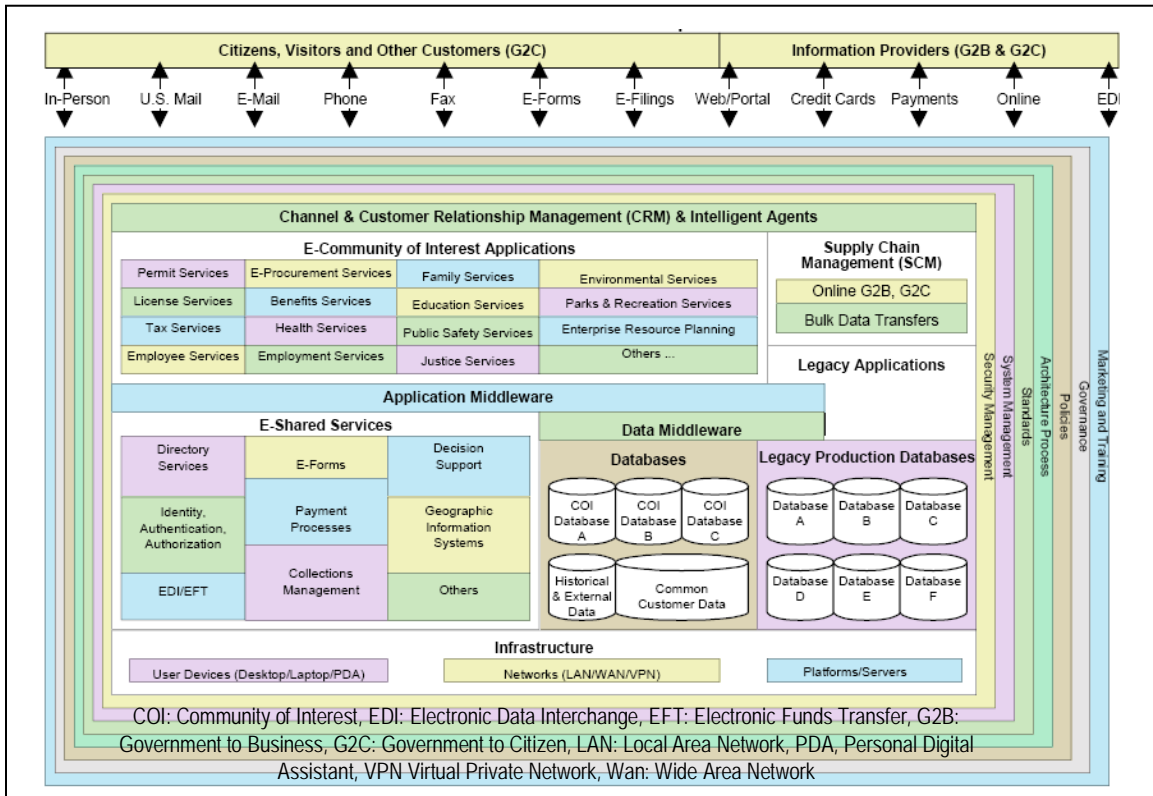 Citizens, Visitors and Other Customers (G2C)
Information Providers (G2B & G2C)
In-Person
U.S. Mail
E-Mail
Phone
Fax
E-Forms
E-Filings
Web/Portal
Credit Cards
Payments
Online
EDI
Channel & Customer Relationship Management (CRM) & Intelligent Agents
E-Community of Interest Applications
Permit Services
E-Procurement Services
Family Services
Environmental Services
License Services
Benefits Services
Education Services
Parks & Recreation Services
Tax Services
Health Services
Public Safety Services
Enterprise Resource Planning
Employee Services
Employment Services
Justice Services
Others ...
Supply Chain
Management (SCM)
Online G2B, G2C
Bulk Data Transfers
Legacy Applications
Application Middleware
E-Shared Services
Directory
Services
E-Forms
Decision
Support
Identity,
Authentication,
Authorization
Payment
Processes
Geographic
Information
Systems
EDI/EFT
Collections
Management
Others
Data Middleware
Databases
COI
Database
A
COI
Database
B
COI
Database
C
Historical
& External
Data
Common
Customer Data
Legacy Production Databases
Database
A
Database
B
Database
C
Database
D
Database
E
Database
F
Infrastructure
User Devices (Desktop/Laptop/PDA)
Networks (LAN/WAN/VPN)
Platforms/Servers
Security Management
System Management
Standards
Architecture Process
Policies
Governance
Marketing and Training
COI: Community of Interest, EDI: Electronic Data Interchange, EFT: Electronic Funds Transfer, G2B:
Government to Business, G2C: Government to Citizen, LAN: Local Area Network, PDA, Personal Digital
Assistant, VPN Virtual Private Network, Wan: Wide Area Network